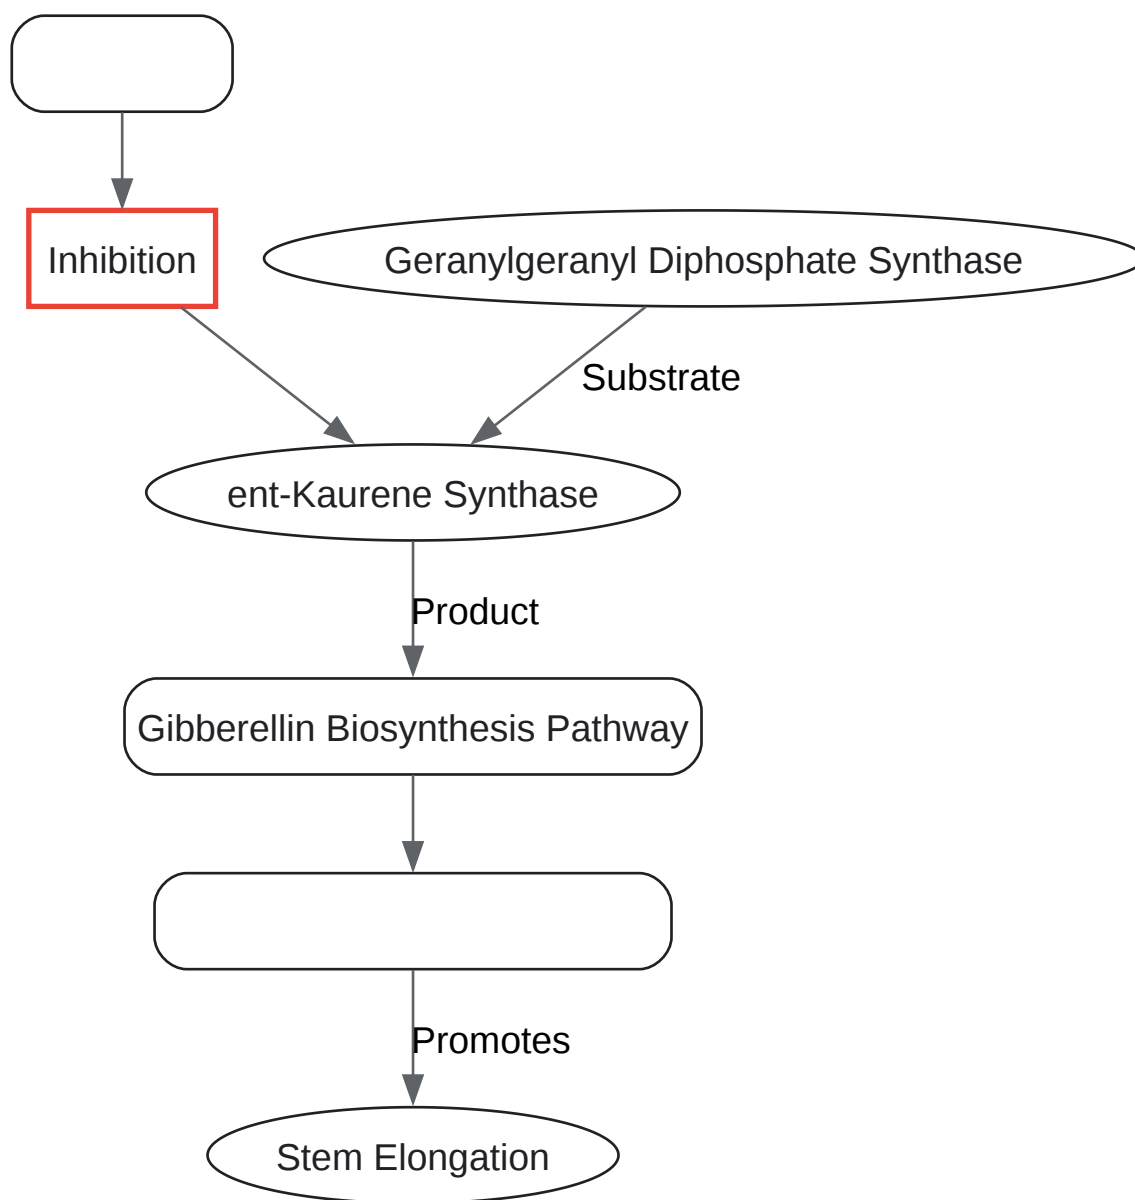 Inhibition
Geranylgeranyl Diphosphate Synthase
Substrate
ent-Kaurene Synthase
Product
Gibberellin Biosynthesis Pathway
Promotes
Stem Elongation